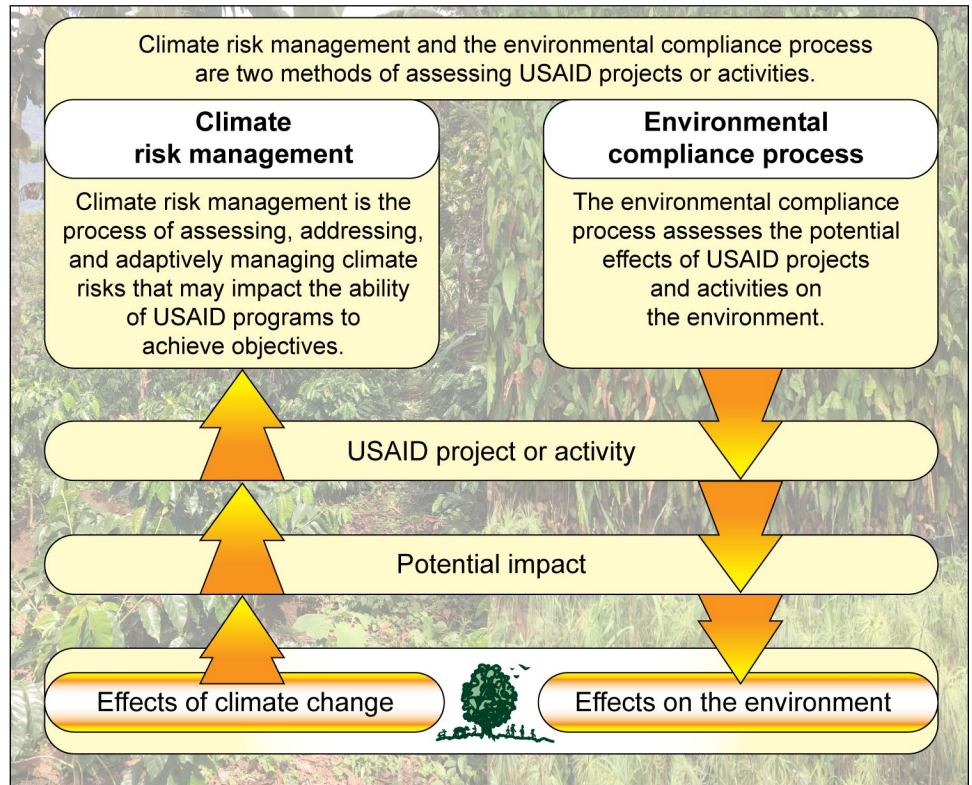 Climate risk management and the environmental compliance process
are two methods of assessing USAID projects or activities.
Climate
risk management
Climate risk management is the
process of assessing, addressing,
and adaptively managing climate
risks that may impact the ability
of USAID programs to
achieve objectives.
Environmental
compliance process
The environmental compliance
process assesses the potential
effects of USAID projects
and activities on
the environment.
USAID project or activity
Potential impact
Effects of climate change
Effects on the environment